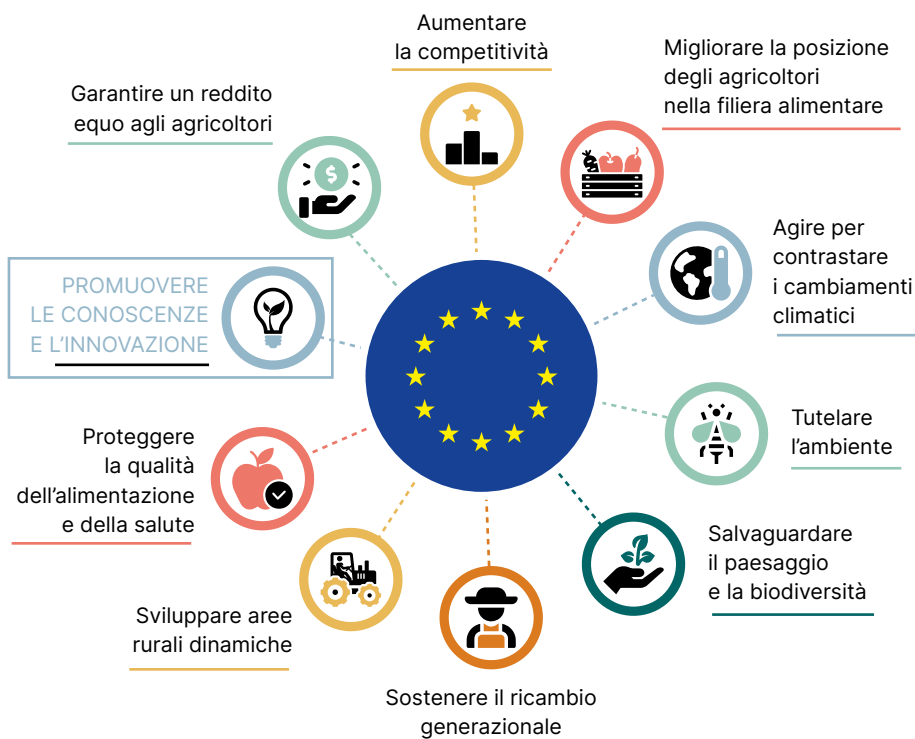 Aumentare
la competitività
Migliorare la posizione
degli agricoltori
nella filiera alimentare
Garantire un reddito
equo agli agricoltori
$
Agire per
contrastare
i cambiamenti
climatici
PROMUOVERE
LE CONOSCENZE
E L’INNOVAZIONE
Tutelare
l’ambiente
Proteggere
la qualità
dell’alimentazione
e della salute
Salvaguardare
il paesaggio
e la biodiversità
Sviluppare aree
rurali dinamiche
Sostenere il ricambio
generazionale